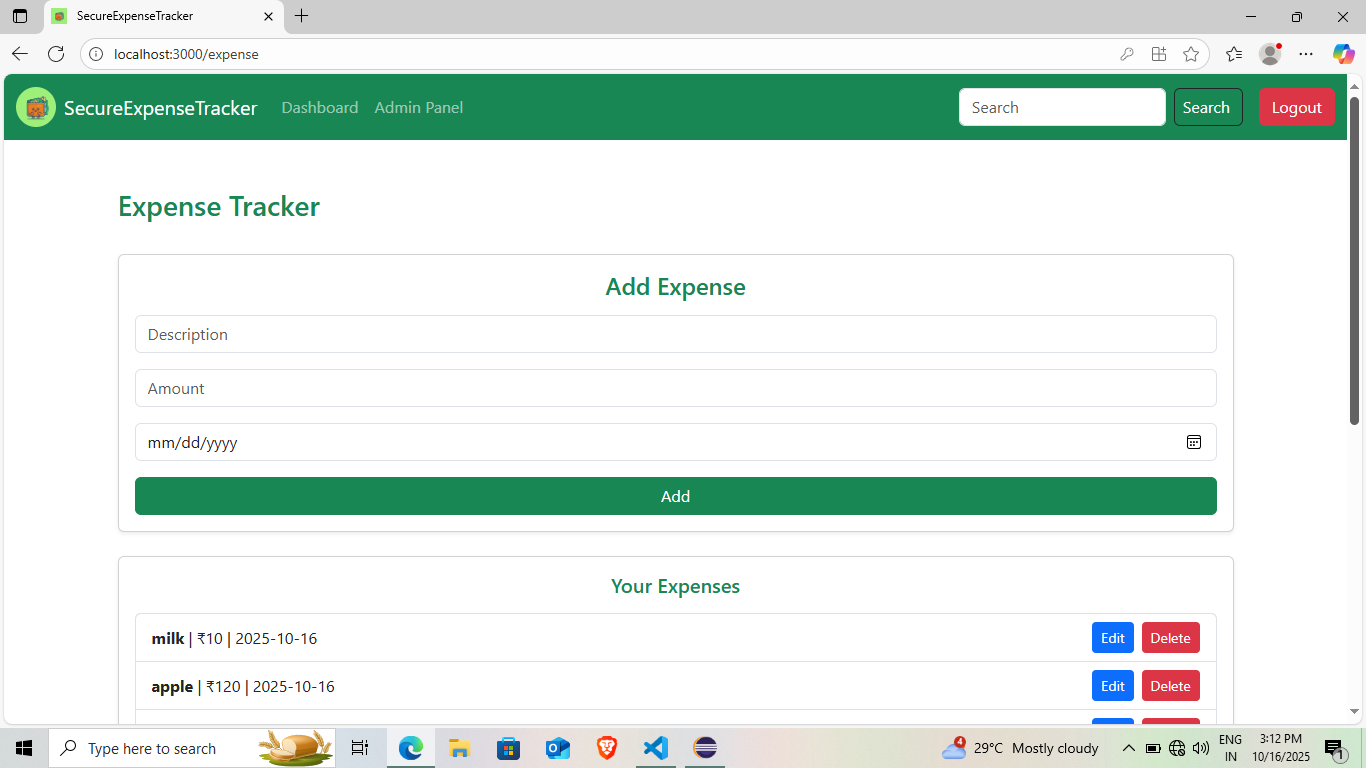 SecureExpenseTracker
localhost:3000/expense
SecureExpenseTracker Dashboard Admin Panel Search Search Logout
Expense Tracker
Add Expense
Description
Amount
mm/dd/yyyy
Add
Your Expenses
milk | ₹10 | 2025-10-16 Edit Delete
apple | ₹120 | 2025-10-16 Edit Delete
Type here to search
4
29°C Mostly cloudy
ENG
IN
3:12 PM
10/16/2025
1